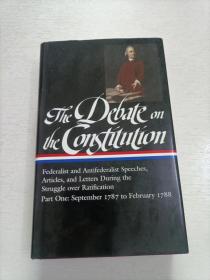 The Debate on
the Constitution
Federalist and Antifederalist Speeches,
Articles, and Letters During the
Struggle over Ratification
Part One: September 1787 to February 1788